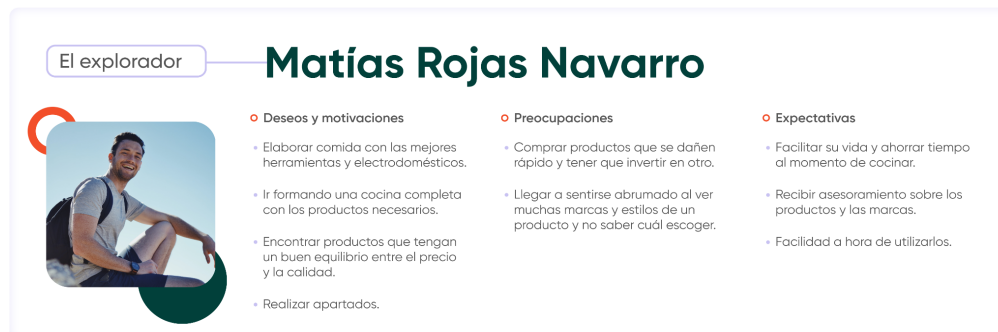 El explorador
Matías Rojas Navarro
Deseos y motivaciones
Elaborar comida con las mejores
herramientas y electrodomésticos.
Ir formando una cocina completa
con los productos necesarios.
Encontrar productos que tengan
un buen equilibrio entre el precio
y la calidad.
Realizar apartados.
Preocupaciones
Comprar productos que se dañen
rápido y tener que invertir en otro.
Llegar a sentirse abrumado al ver
muchas marcas y estilos de un
producto y no saber cuál escoger.
Expectativas
Facilitar su vida y ahorrar tiempo
al momento de cocinar.
Recibir asesoramiento sobre los
productos y las marcas.
Facilidad a hora de utilizarlos.